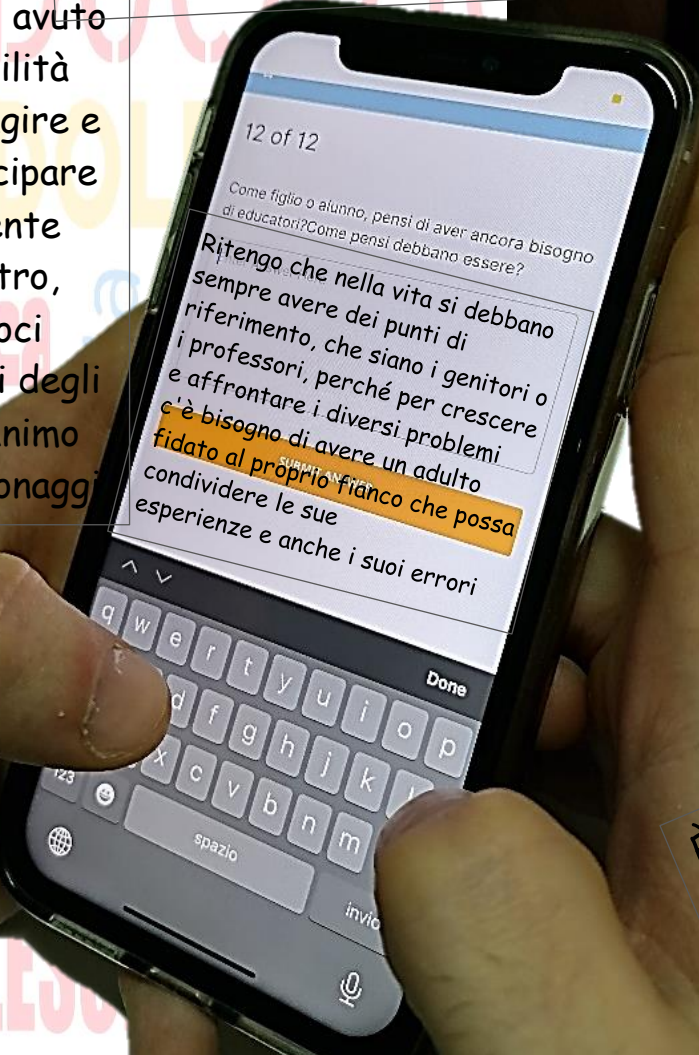 avuto
ilità
gire e
cipare
ente
tro,
oci
i degli
nimo
onaggi
12 of 12
Come figlio o alunno, pensi di aver ancora bisogno
di educatori?Come pensi debbano essere?
Ritengo che nella vita si debbano
sempre avere dei punti di
riferimento, che siano i genitori o
i professori, perché per crescere
e affrontare i diversi problemi
c'è bisogno di avere un adulto
fidato al proprio fianco che possa
condividere le sue
esperienze e anche i suoi errori
SUBMIT ANSWER
Done
q w e r t y u i o p
d f g h j k
x c v b n m
123
spazio
invio